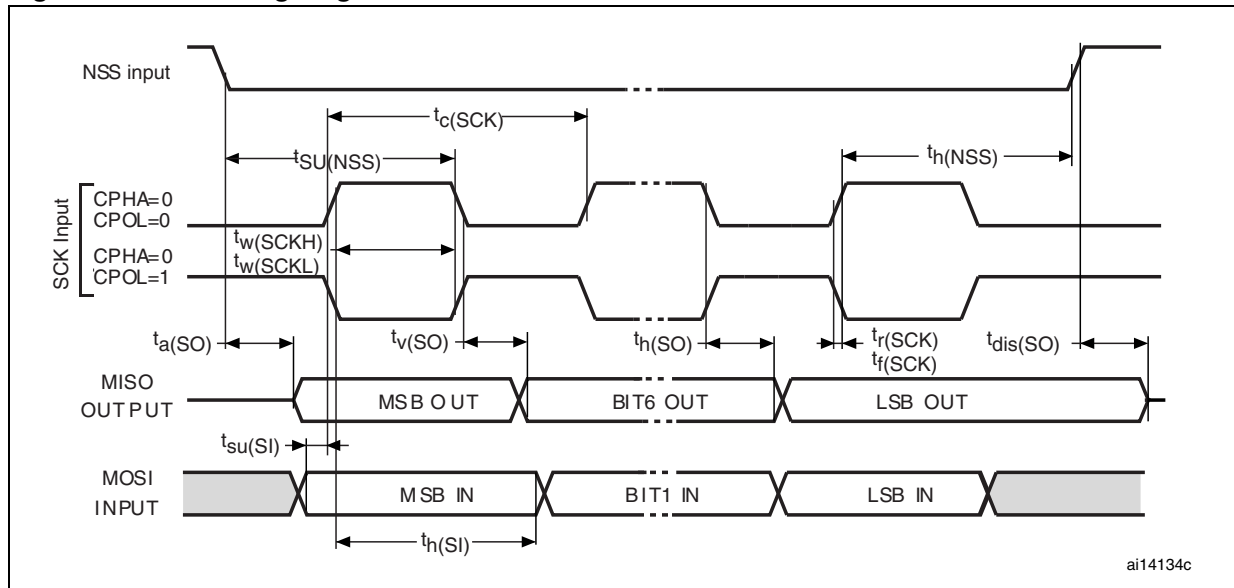 NSS input
tc(SCK)
tSU(NSS)
th(NSS)
SCK Input
CPHA=0
CPOL=0
tw(SCKH)
CPHA=0
tw(SCKL)
CPOL=1
ta(SO)
tv(SO)
th(SO)
tr(SCK)
tf(SCK)
tdis(SO)
MISO
OUTPUT
MSB OUT
BIT6 OUT
LSB OUT
tsu(SI)
MOSI
INPUT
MSB IN
BIT1 IN
LSB IN
th(SI)
ai14134c